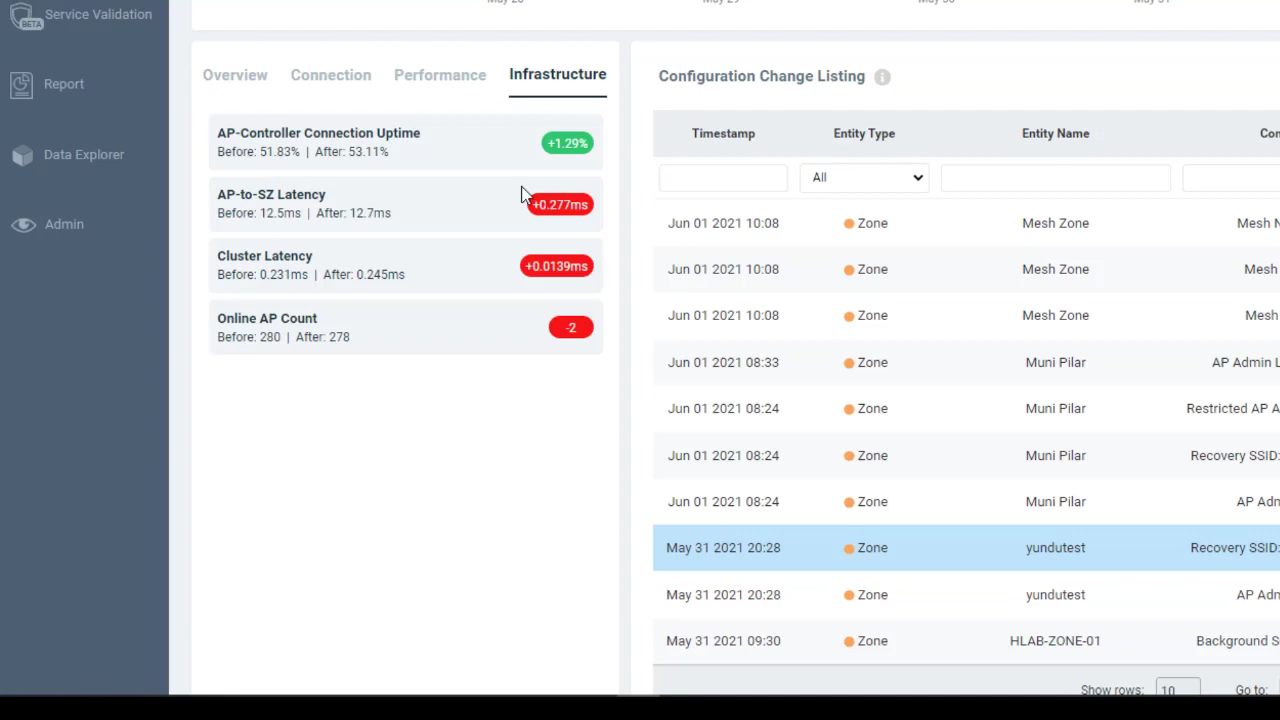 Service Validation
BETA
Report
Data Explorer
Admin
Overview
Connection
Performance
Infrastructure
AP-Controller Connection Uptime
Before: 51.83% | After: 53.11%
+1.29%
AP-to-SZ Latency
Before: 12.5ms | After: 12.7ms
+0.277ms
Cluster Latency
Before: 0.231ms | After: 0.245ms
+0.0139ms
Online AP Count
Before: 280 | After: 278
-2
Configuration Change Listing
Timestamp Entity Type Entity Name Con
All
Jun 01 2021 10:08 Zone Mesh Zone Mesh N
Jun 01 2021 10:08 Zone Mesh Zone Mesh
Jun 01 2021 10:08 Zone Mesh Zone Mesh
Jun 01 2021 08:33 Zone Muni Pilar AP Admin L
Jun 01 2021 08:24 Zone Muni Pilar Restricted AP A
Jun 01 2021 08:24 Zone Muni Pilar Recovery SSID:
Jun 01 2021 08:24 Zone Muni Pilar AP Adn
May 31 2021 20:28 Zone yundutest Recovery SSID:
May 31 2021 20:28 Zone yundutest AP Adn
May 31 2021 09:30 Zone HLAB-ZONE-01 Background S
Show rows: 10 Go to: